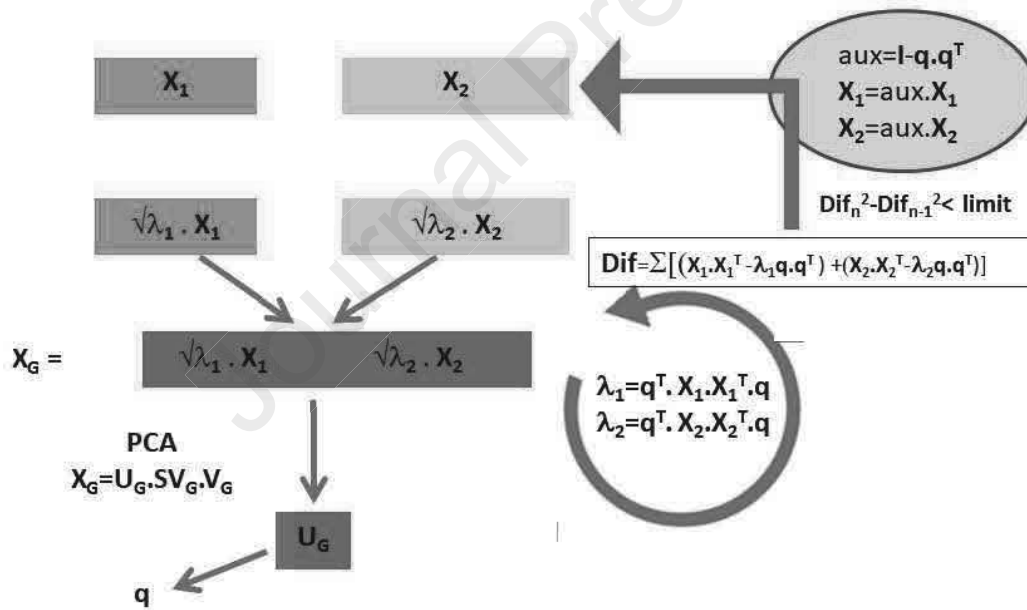 Journal Pre
X₁
X₂
aux=I-q.qᵀ
X₁=aux.X₁
X₂=aux.X₂
√λ₁ . X₁
√λ₂ . X₂
Difₙ²-Difₙ₋₁²< limit
Dif=Σ[(X₁.X₁ᵀ-λ₁q.qᵀ) +(X₂.X₂ᵀ-λ₂q.qᵀ)]
X_G =
√λ₁ . X₁
√λ₂ . X₂
λ₁=qᵀ. X₁.X₁ᵀ.q
λ₂=qᵀ. X₂.X₂ᵀ.q
PCA
X_G=U_G.SV_G.V_G
U_G
q